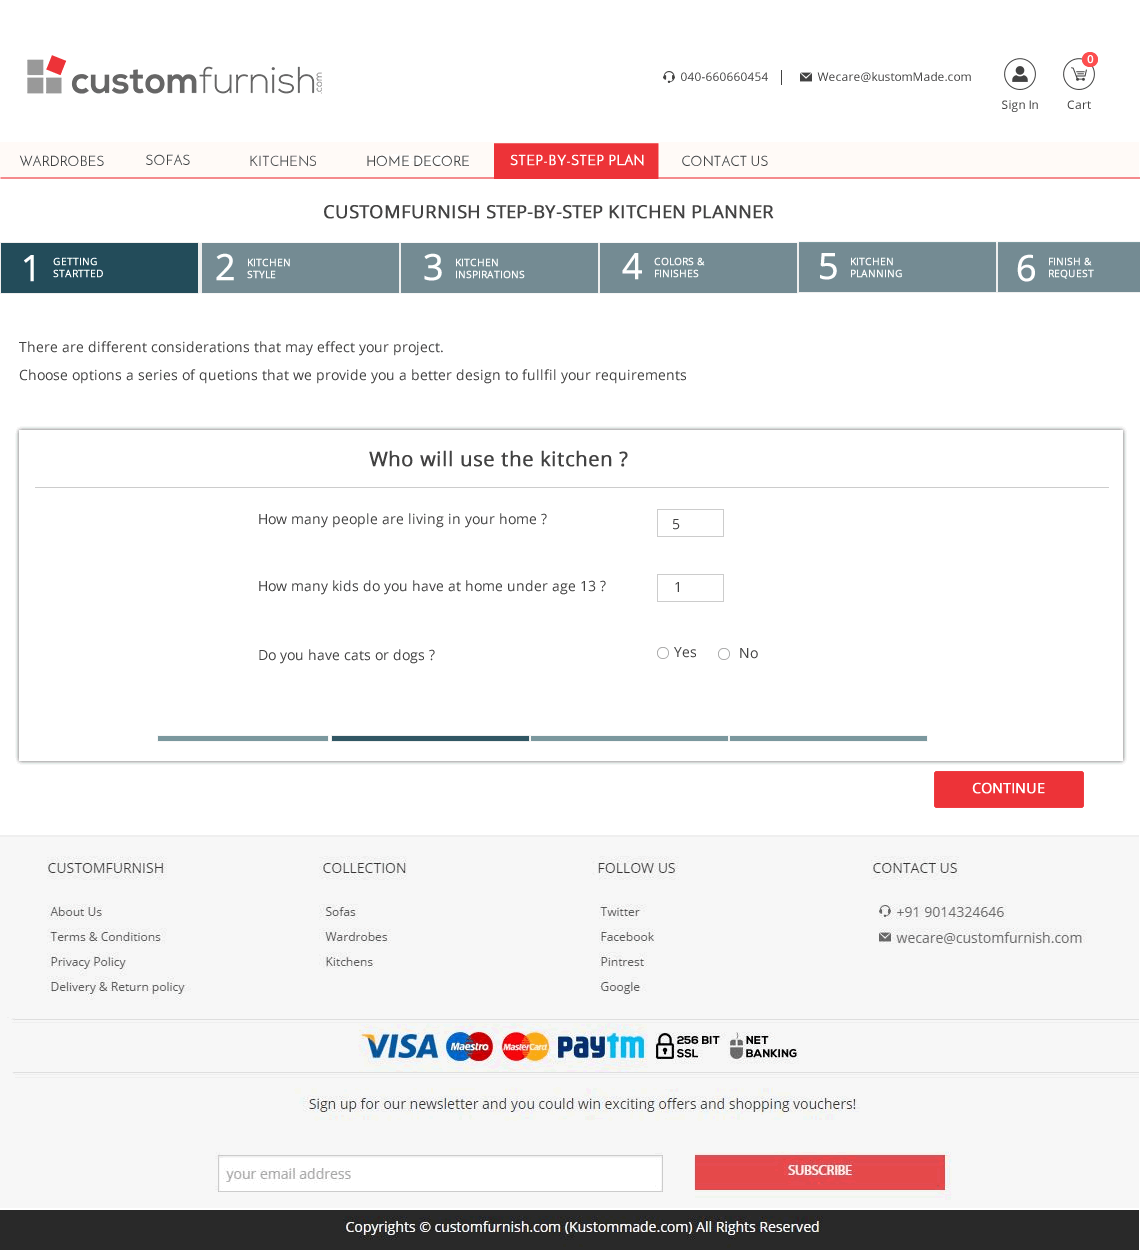 customfurnish.com
040-660660454 | Wecare@kustomMade.com
0
Sign In
Cart
WARDROBES SOFAS KITCHENS HOME DECORE STEP-BY-STEP PLAN CONTACT US
CUSTOMFURNISH STEP-BY-STEP KITCHEN PLANNER
1 GETTING
STARTTED
2 KITCHEN
STYLE
3 KITCHEN
INSPIRATIONS
4 COLORS &
FINISHES
5 KITCHEN
PLANNING
6 FINISH &
REQUEST
There are different considerations that may effect your project.
Choose options a series of quetions that we provide you a better design to fullfil your requirements
Who will use the kitchen ?
How many people are living in your home ? 5
How many kids do you have at home under age 13 ? 1
Do you have cats or dogs ? Yes No
CONTINUE
CUSTOMFURNISH
About Us
Terms & Conditions
Privacy Policy
Delivery & Return policy
COLLECTION
Sofas
Wardrobes
Kitchens
FOLLOW US
Twitter
Facebook
Pintrest
Google
CONTACT US
+91 9014324646
wecare@customfurnish.com
VISA Maestro MasterCard paytm 256 BIT
SSL
NET
BANKING
Sign up for our newsletter and you could win exciting offers and shopping vouchers!
your email address SUBSCRIBE
Copyrights © customfurnish.com (Kustommade.com) All Rights Reserved